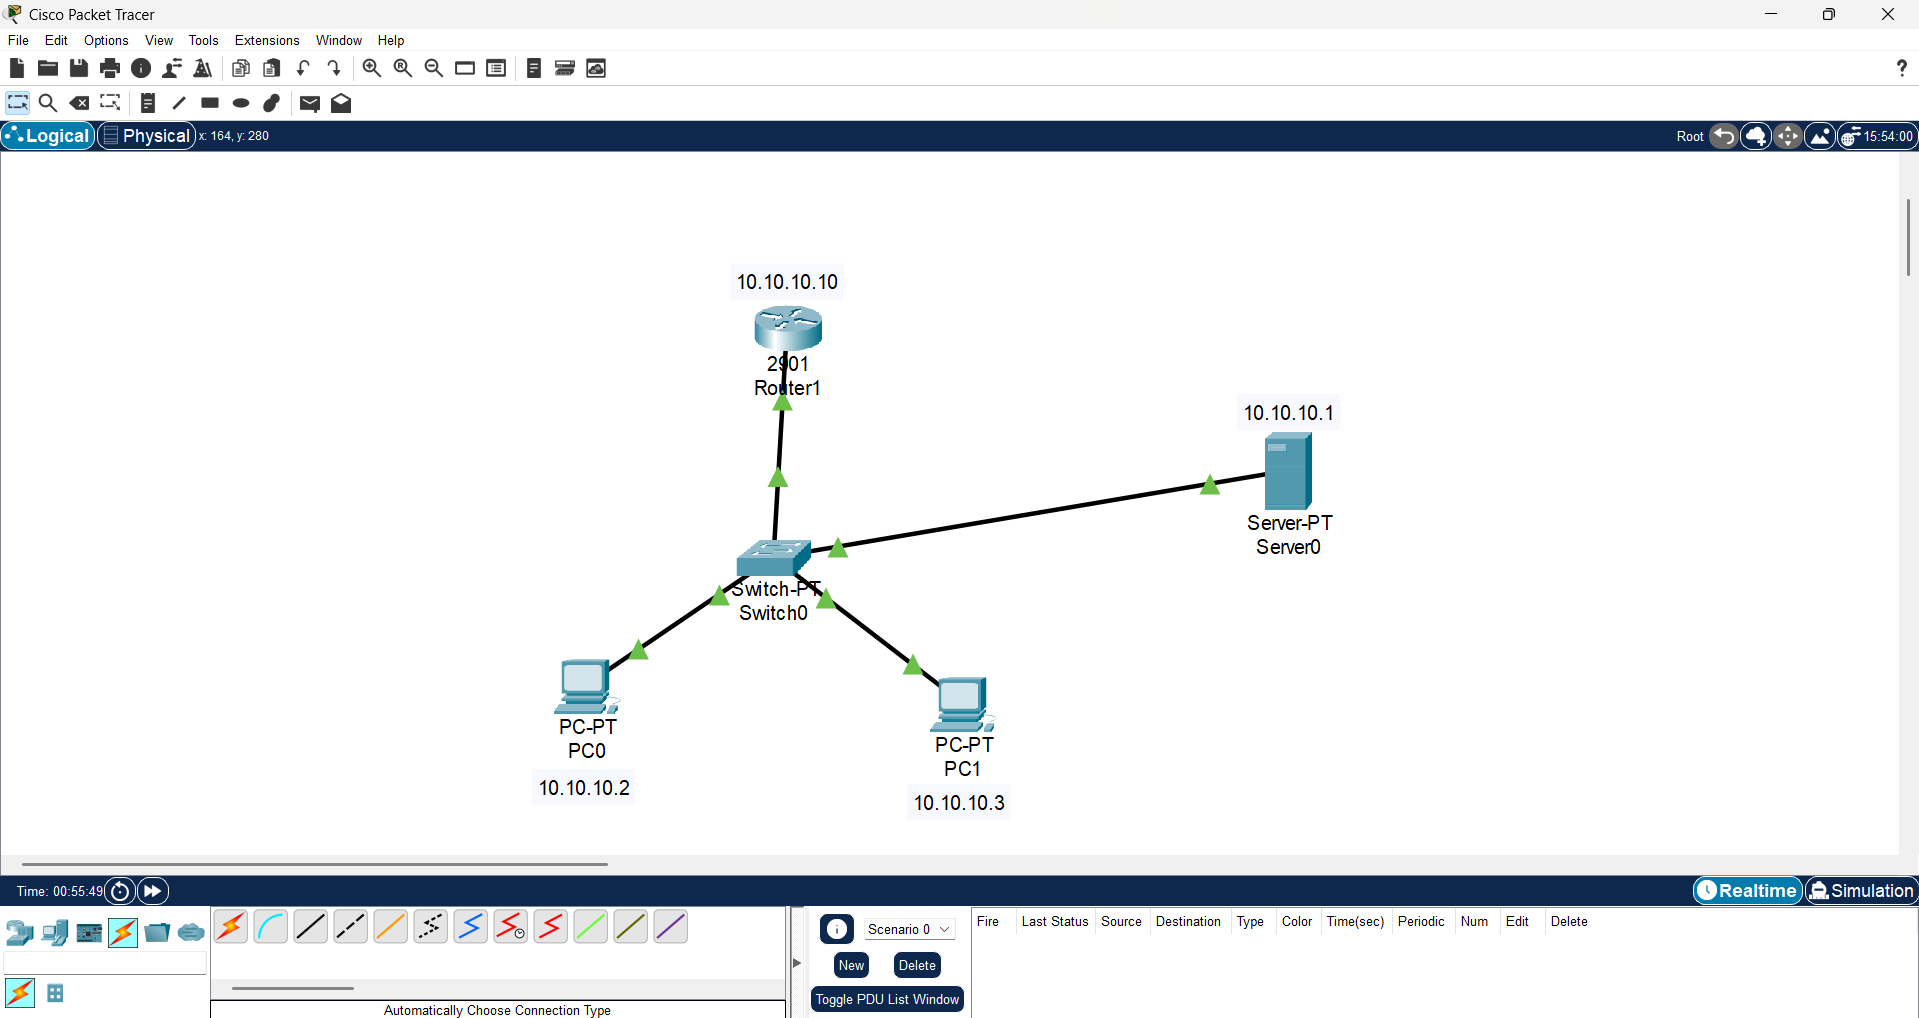 Cisco Packet Tracer
File Edit Options View Tools Extensions Window Help
Logical Physical x: 164, y: 280 Root 15:54:00
10.10.10.10
2901
Router1
10.10.10.1
Server-PT
Server0
Switch-PT
Switch0
PC-PT
PC0
10.10.10.2
PC-PT
PC1
10.10.10.3
Time: 00:55:49 Realtime Simulation
Scenario 0
New Delete
Toggle PDU List Window
Fire Last Status Source Destination Type Color Time(sec) Periodic Num Edit Delete
Automatically Choose Connection Type